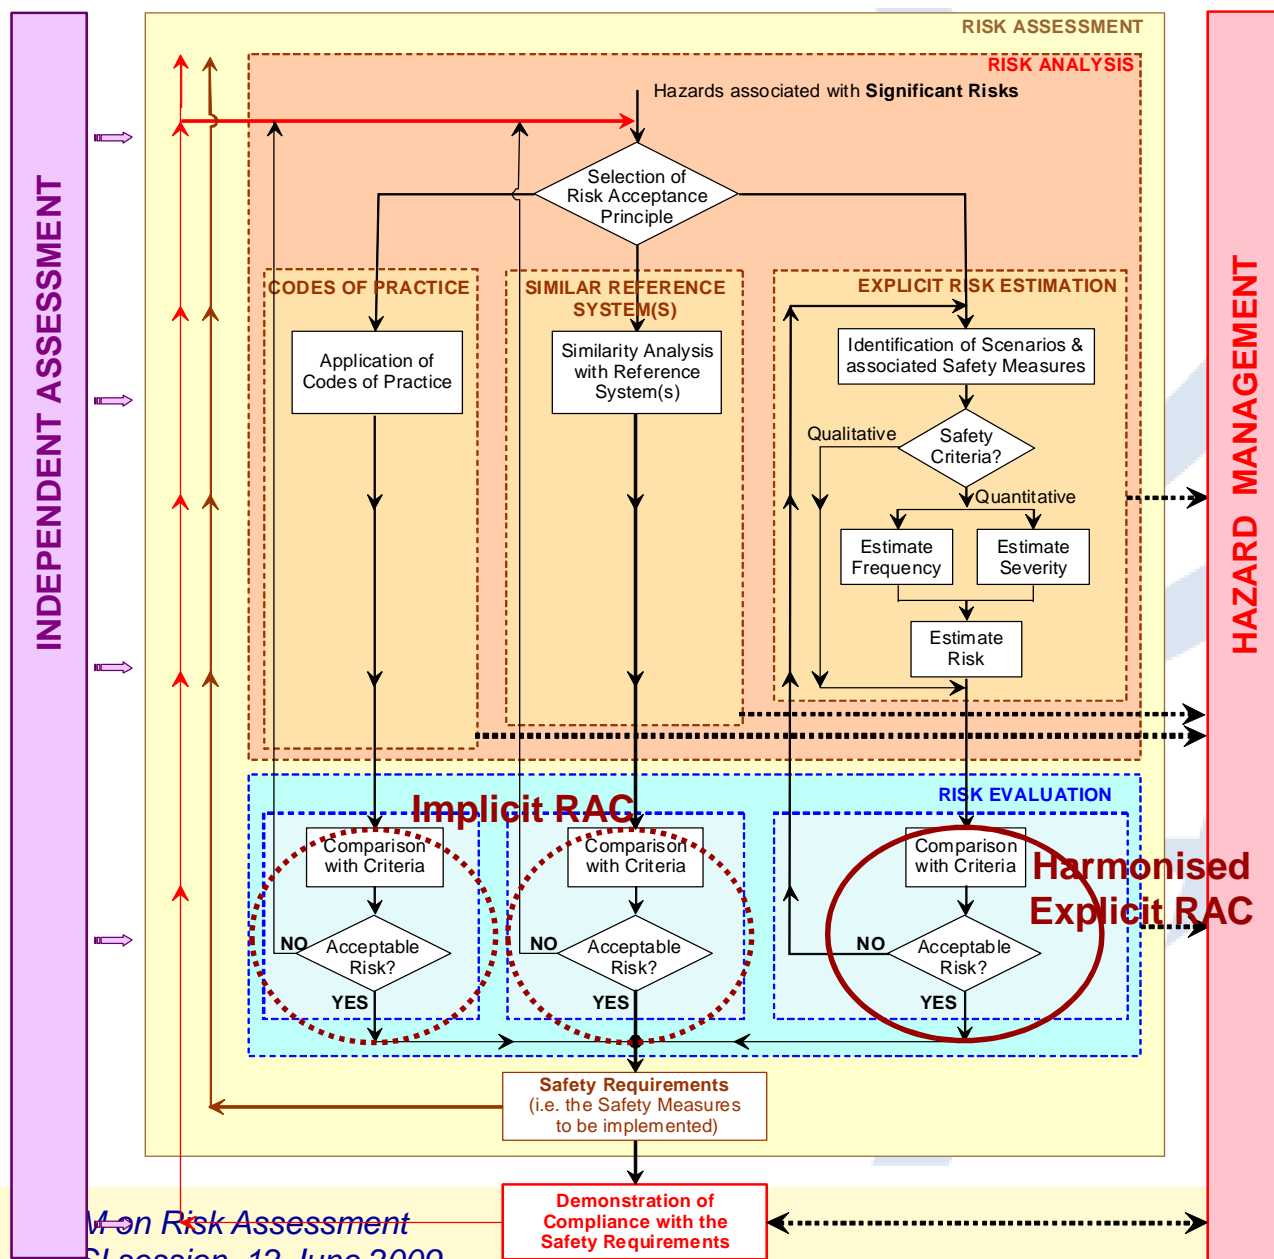 RISK ASSESSMENT
RISK ANALYSIS
Hazards associated with Significant Risks
INDEPENDENT ASSESSMENT
HAZARD MANAGEMENT
Selection of
Risk Acceptance
Principle
CODES OF PRACTICE
SIMILAR REFERENCE
SYSTEM(S)
EXPLICIT RISK ESTIMATION
Application of
Codes of Practice
Similarity Analysis
with Reference
System(s)
Identification of Scenarios &
associated Safety Measures
Qualitative
Safety
Criteria?
Quantitative
Estimate
Frequency
Estimate
Severity
Estimate
Risk
RISK EVALUATION
Implicit RAC
Harmonised
Explicit RAC
Comparison
with Criteria
Acceptable
Risk?
NO
YES
Comparison
with Criteria
Acceptable
Risk?
NO
YES
Comparison
with Criteria
Acceptable
Risk?
NO
YES
Safety Requirements
(i.e. the Safety Measures
to be implemented)
Demonstration of
Compliance with the
Safety Requirements
on Risk Assessment
session, 12 June 2009